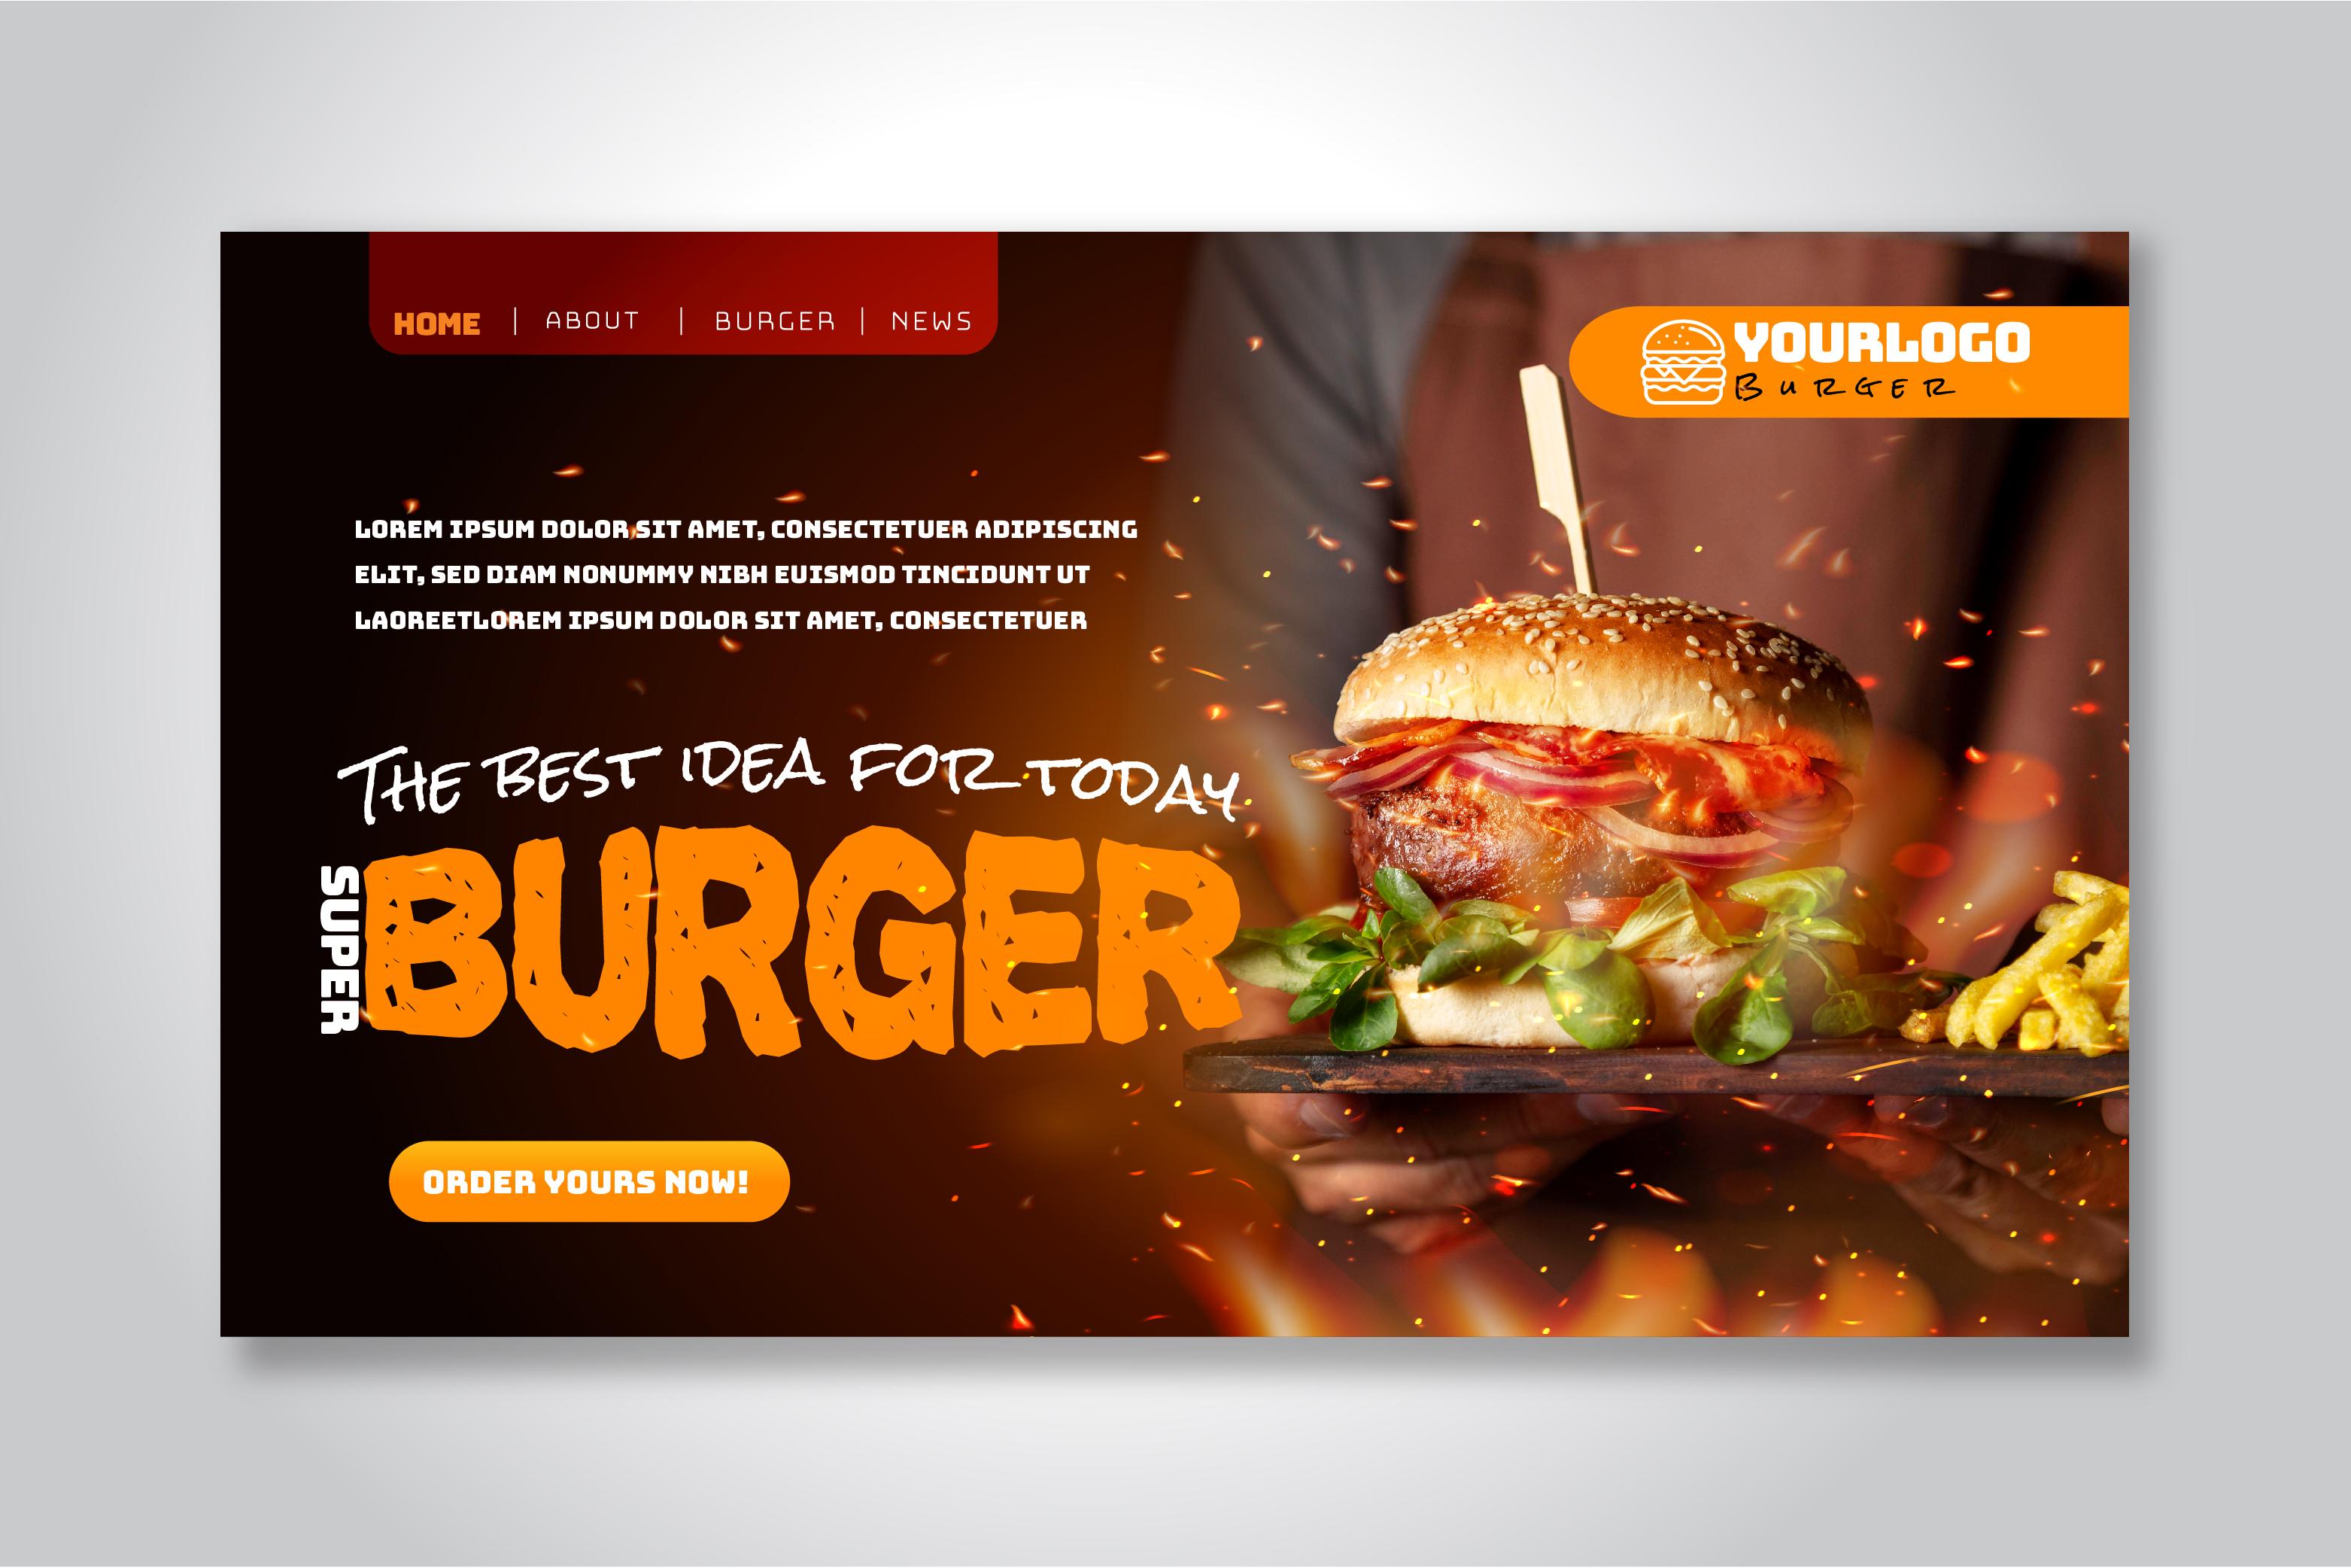 HOME | ABOUT | BURGER | NEWS
YOURLOGO
BURGER
LOREM IPSUM DOLOR SIT AMET, CONSECTETUER ADIPISCING
ELIT, SED DIAM NONUMMY NIBH EUISMOD TINCIDUNT UT
LAOREETLOREM IPSUM DOLOR SIT AMET, CONSECTETUER
THE BEST IDEA FOR TODAY
SUPER
BURGER
ORDER YOURS NOW!